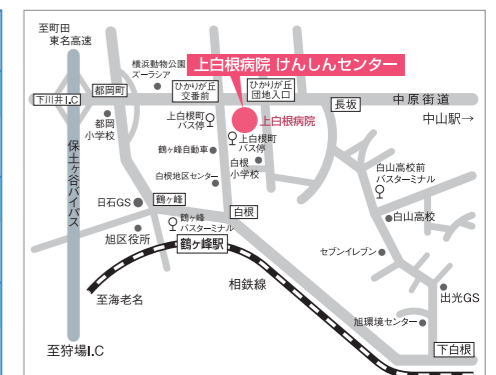 至町田
東名高速
横浜動物公園
ズーラシア
上白根病院 けんしんセンター
都岡町
ひかりが丘
交番前
ひかりが丘
団地入口
下川井I.C
長坂
中原街道
中山駅→
都岡
小学校
上白根町
バス停
上白根病院
上白根町
バス停
鶴ヶ峰自動車
白根
小学校
保土ヶ谷バイパス
白根地区センター
白山高校前
バスターミナル
日石GS
鶴ヶ峰
白根
白山高校
鶴ヶ峰
バスターミナル
旭区役所
鶴ヶ峰駅
セブンイレブン
相鉄線
至海老名
出光GS
旭環境センター
至狩場I.C
下白根